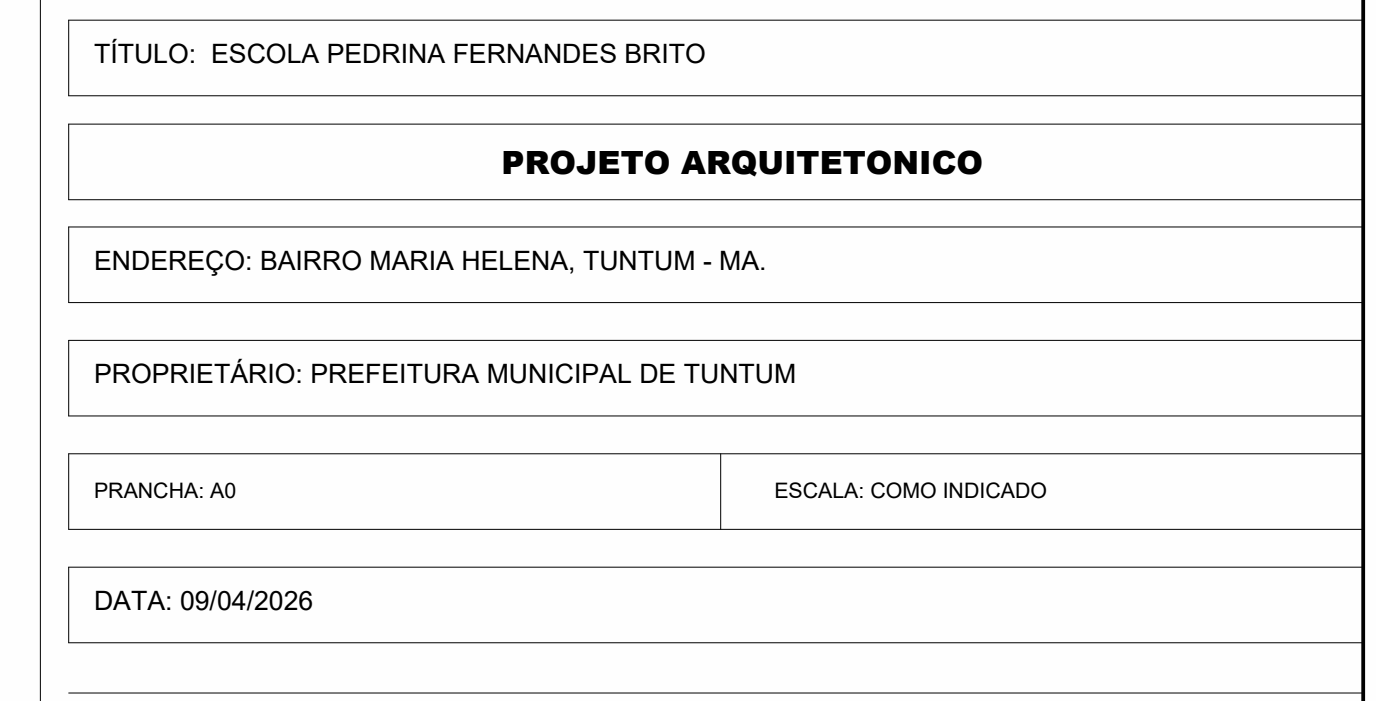 TÍTULO: ESCOLA PEDRINA FERNANDES BRITO
PROJETO ARQUITETONICO
ENDEREÇO: BAIRRO MARIA HELENA, TUNTUM - MA.
PROPRIETÁRIO: PREFEITURA MUNICIPAL DE TUNTUM
PRANCHA: A0
ESCALA: COMO INDICADO
DATA: 09/04/2026